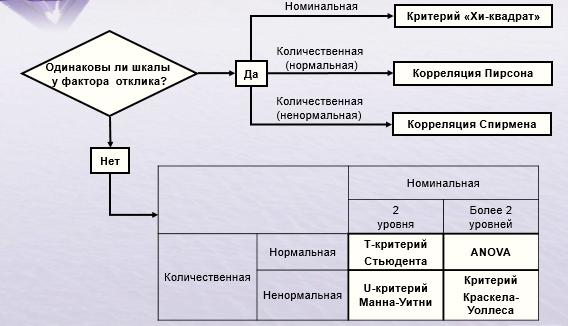 Номинальная
Критерий «Хи-квадрат»
Одинаковы ли шкалы
у фактора отклика?
Да
Количественная
(нормальная)
Корреляция Пирсона
Количественная
(ненормальная)
Корреляция Спирмена
Нет
Номинальная
2
уровня
Более 2
уровней
Количественная
Нормальная
Т-критерий
Стьюдента
ANOVA
Ненормальная
U-критерий
Манна-Уитни
Критерий
Краскела-
Уоллеса